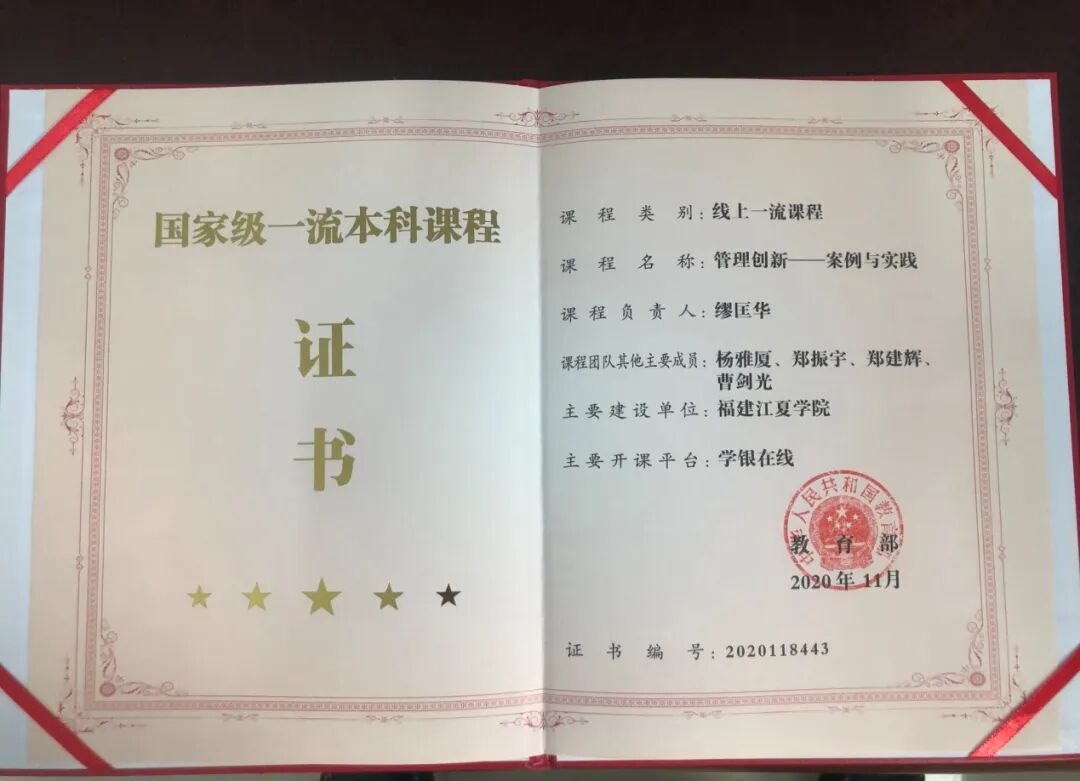 国家级一流本科课程
证
书
课程类别：线上一流课程
课程名称：管理创新——案例与实践
课程负责人：缪匡华
课程团队其他主要成员：杨雅厦、郑振宇、郑建辉、
曹剑光
主要建设单位：福建江夏学院
主要开课平台：学银在线
中华人民共和国教育部
教育部
2020年11月
证书编号：2020118443